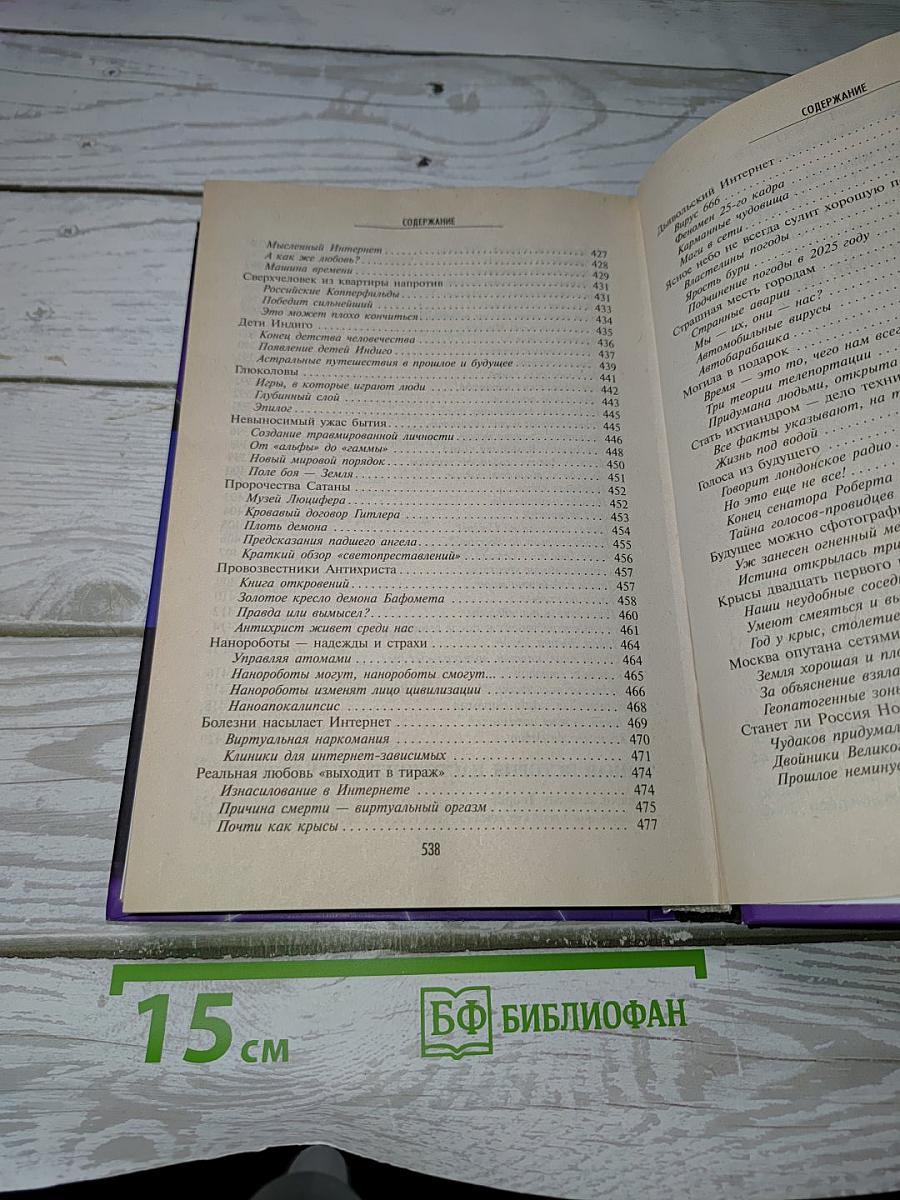 СОДЕРЖАНИЕ
Мысленный Интернет 427
А как же любовь? 428
Машина времени 429
Сверхчеловек из квартиры напротив 431
Российские Копперфильды 431
Победит сильнейший 433
Это может плохо кончиться 434
Дети Индиго 435
Конец детства человечества 436
Появление детей Индиго 437
Астральные путешествия в прошлое и будущее 439
Глюколовы 441
Игры, в которые играют люди 442
Глубинный слой 443
Эпилог 445
Невыносимый ужас бытия 445
Создание травмированной личности 446
От «альфы» до «гаммы» 448
Новый мировой порядок 450
Поле боя — Земля 451
Пророчества Сатаны 452
Музей Люцифера 452
Кровавый договор Гитлера 453
Плоть демона 454
Предсказания падшего ангела 455
Краткий обзор «светопреставлений» 456
Провозвестники Антихриста 457
Книга откровений 457
Золотое кресло демона Бафомета 458
Правда или вымысел? 460
Антихрист живет среди нас 461
Нанороботы — надежды и страхи 464
Управляя атомами 464
Нанороботы могут, нанороботы смогут... 465
Нанороботы изменят лицо цивилизации 466
Наноапокалипсис 468
Болезни насылает Интернет 469
Виртуальная наркомания 470
Клиники для интернет-зависимых 471
Реальная любовь «выходит в тираж» 474
Изнасилование в Интернете 474
Причина смерти — виртуальный оргазм 475
Почти как крысы 477
538
СОДЕРЖАНИЕ
Дьявольский Интернет
Вирус 666
Феномен 25-го кадра
Карманные чудовища
Маги в сети
Ясное небо не всегда судит хорошую
Властелины погоды
Ярость бури
Подчинение погоды в 2025 году
Страшная месть городам
Странные аварии
Мы — их, они — нас?
Автомобильные вирусы
Автобарабашка
Могила в подарок
Время — это то, чего нам всег
Три теории телепортации
Придумана людьми, открыта
Стать ихтиандром — дело техни
Все факты указывают, на т
Жизнь под водой
Голоса из будущего
Говорит лондонское радио
Но это еще не все!
Конец сенатора Роберта
Тайна голосов-провидцев
Будущее можно сфотограф
Уж занесен огненный ме
Истина открылась три
Крысы двадцать первого
Наши неудобные сосед
Умеют смеяться и вы
Год у крыс, столетие
Москва опутана сетями
Земля хорошая и пло
За объяснение взяла
Геопатогенные зоны
Станет ли Россия Но
Чудаков придумал
Двойники Великог
Прошлое неминуе
15 см
БФ БИБЛИОФАН